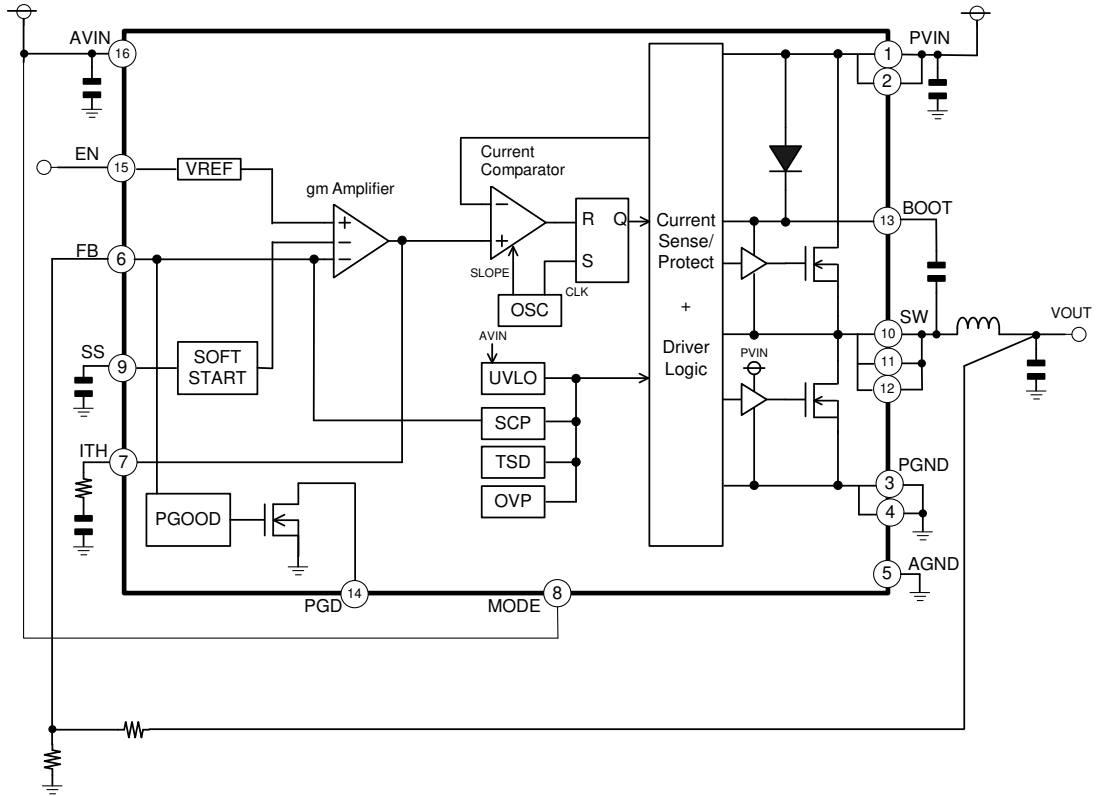 AVIN
16
PVIN
1
2
EN
15
VREF
gm Amplifier
Current
Comparator
+
−
−
−
+
R
Q
S
SLOPE
CLK
OSC
Current
Sense/
Protect
+
Driver
Logic
BOOT
13
FB
6
SW
10
11
12
VOUT
SS
9
SOFT
START
AVIN
UVLO
SCP
TSD
OVP
PVIN
ITH
7
PGOOD
PGND
3
4
AGND
5
PGD
14
MODE
8